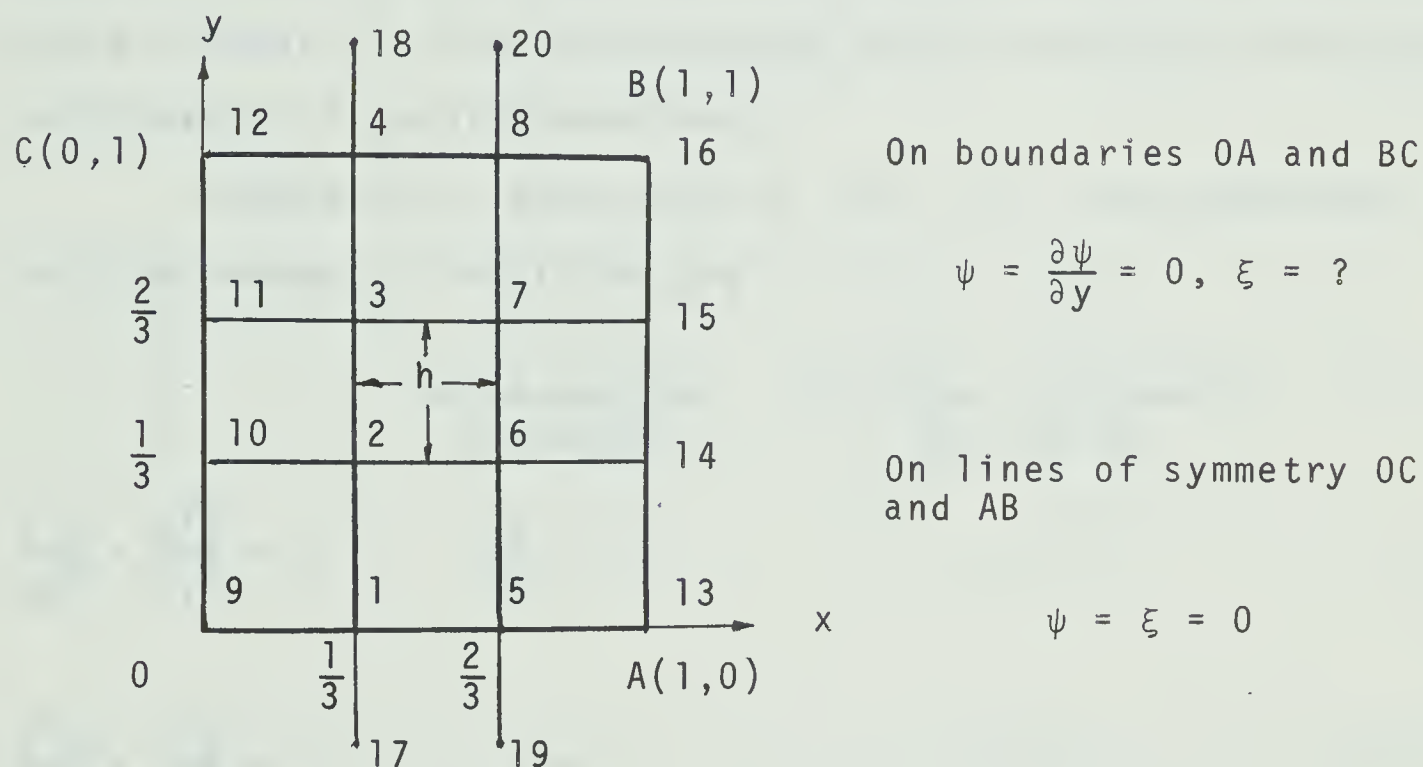 y
18 20
B(1,1)
12 4 8
C(0,1) 16 On boundaries OA and BC
ψ = ∂ψ/∂y = 0, ξ = ?
2/3 11 3 7 15
h
1/3 10 2 6 14
On lines of symmetry OC
and AB
9 1 5 13
x ψ = ξ = 0
0 1/3 2/3 A(1,0)
17 19